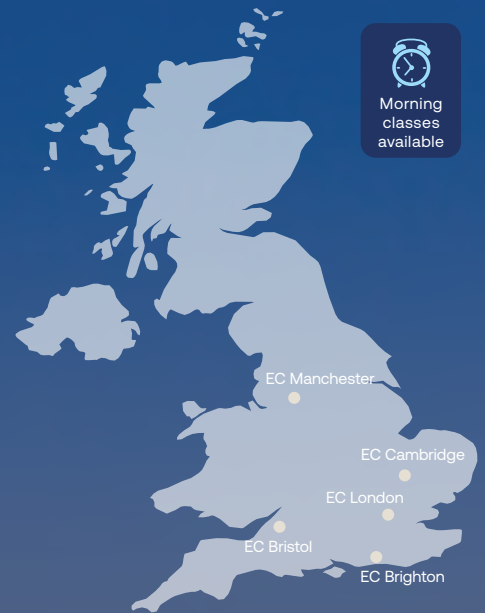 Morning
classes
available
EC Manchester
EC Cambridge
EC London
EC Bristol
EC Brighton